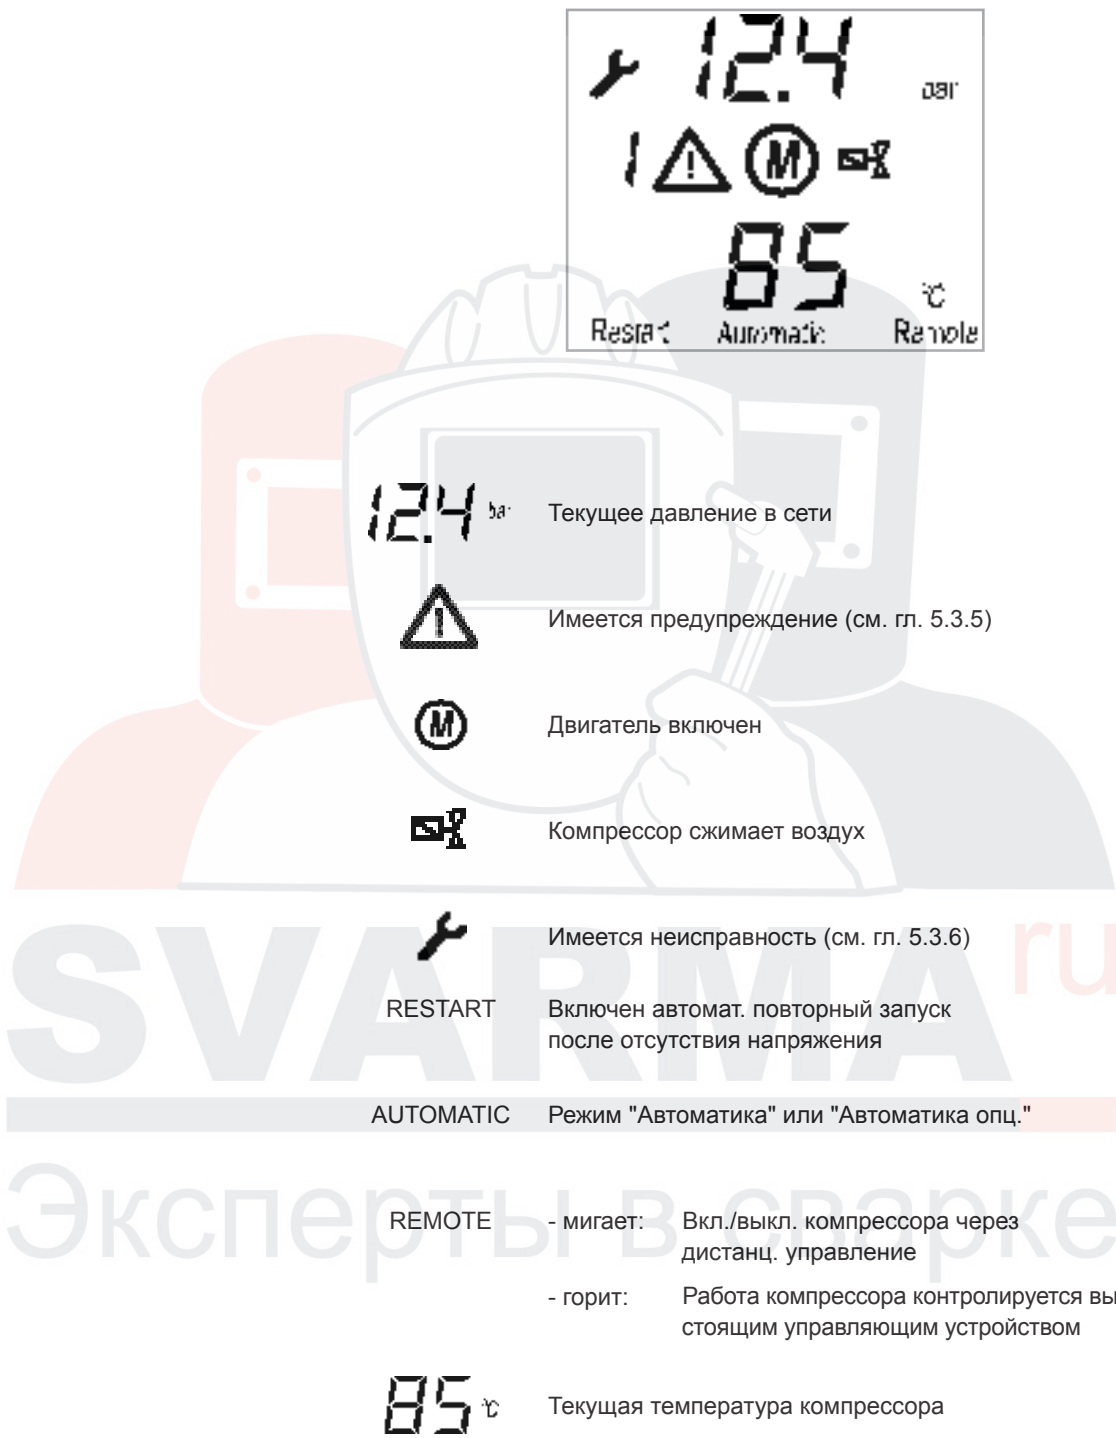 12.4 bar
1
85 °C
Restart Automatic Remote
12.4 bar Текущее давление в сети
Имеется предупреждение (см. гл. 5.3.5)
M Двигатель включен
Компрессор сжимает воздух
Имеется неисправность (см. гл. 5.3.6)
RESTART Включен автомат. повторный запуск
после отсутствия напряжения
AUTOMATIC Режим "Автоматика" или "Автоматика опц."
REMOTE - мигает: Вкл./выкл. компрессора через
дистанц. управление
- горит: Работа компрессора контролируется вы
стоящим управляющим устройством
85 °C Текущая температура компрессора
SVARMA ru
Эксперты в сварке